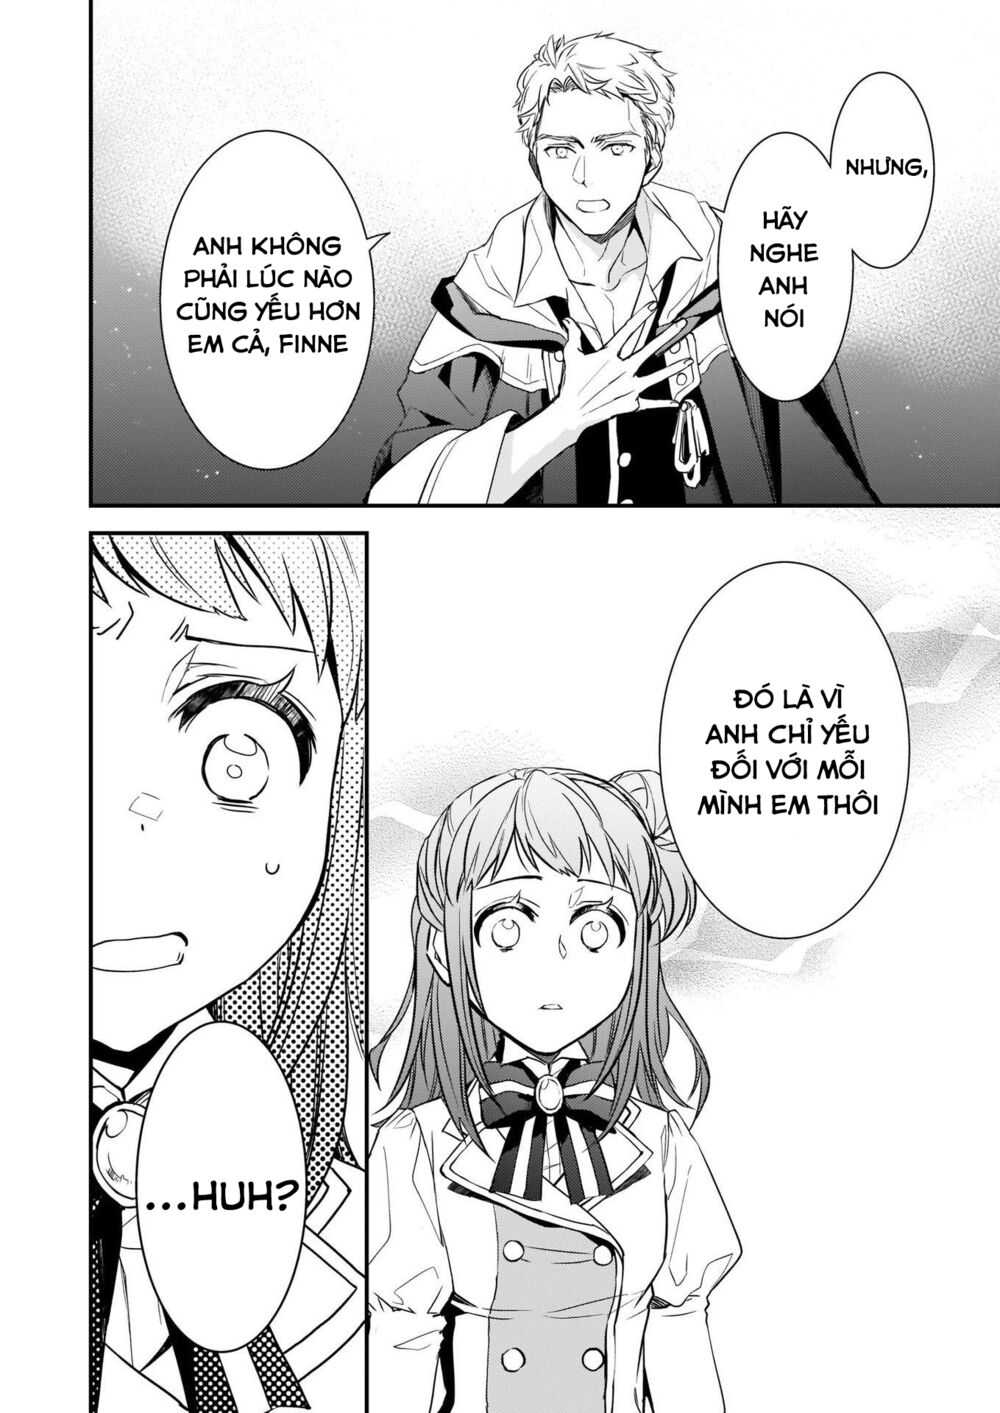 NHƯNG,
HÃY
NGHE
ANH
NÓI
ANH KHÔNG
PHẢI LÚC NÀO
CŨNG YẾU HƠN
EM CẢ, FINNE
ĐÓ LÀ VÌ
ANH CHỈ YẾU
ĐỐI VỚI MỖI
MÌNH EM THÔI
...HUH?